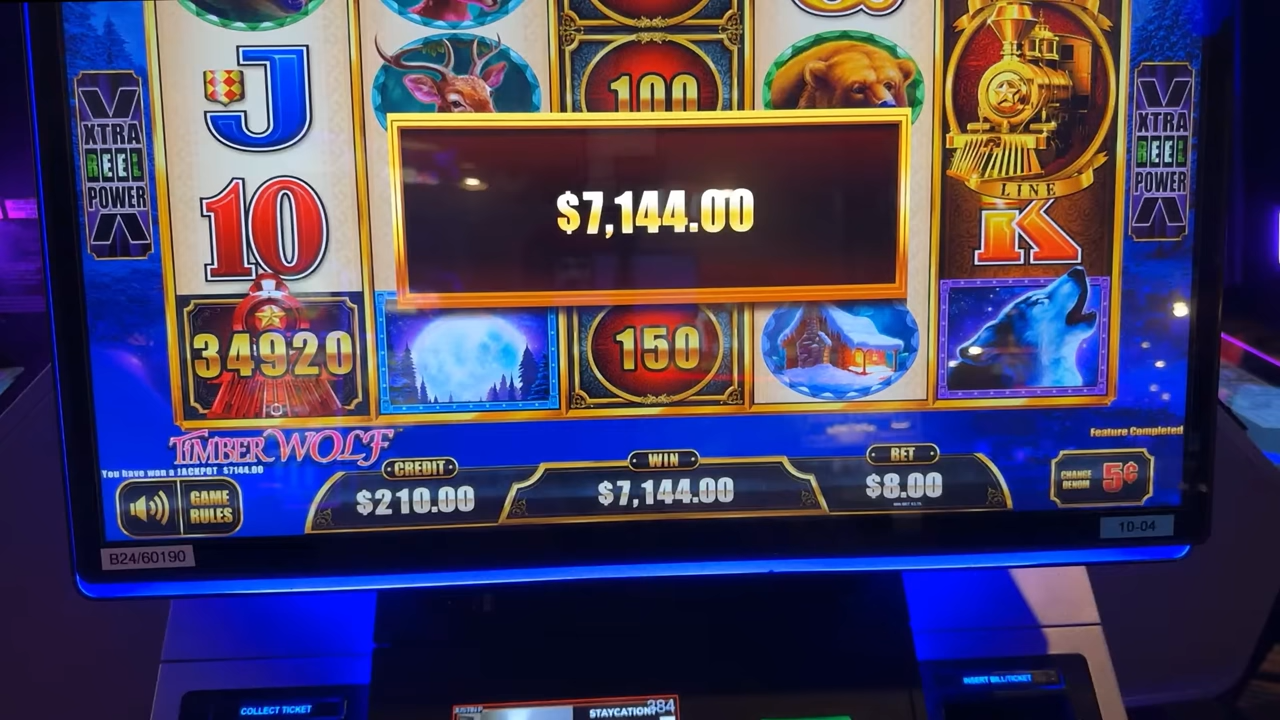 J
100
XTRA
REEL
POWER
XTRA
REEL
POWER
$7,144.00
LINE
10
K
34920
150
TIMBER WOLF™
Feature Completed
You have won a JACKPOT $7144.00
CREDIT
WIN
BET
$210.00
$7,144.00
$8.00
GAME
RULES
CHANGE
DENOM
5¢
10-04
B24/60190
COLLECT TICKET
INSERT BILL/TICKET
STAYCATION
384